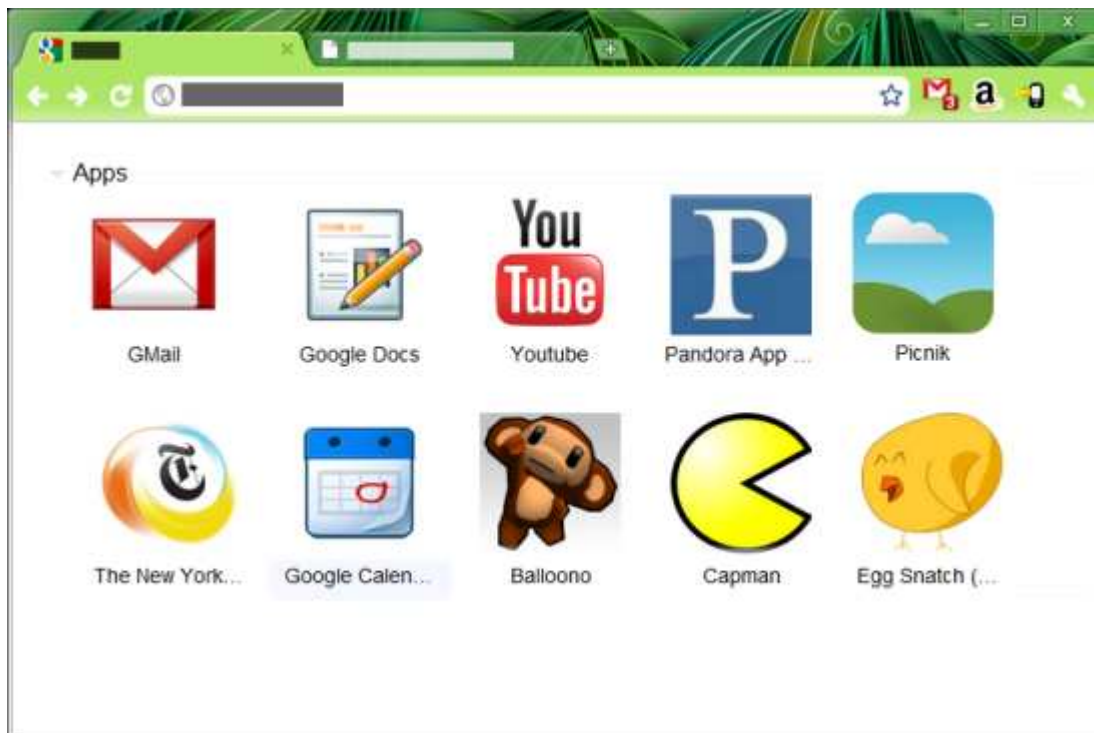 3
a
Apps
You
Tube
P
GMail
Google Docs
Youtube
Pandora App ...
Picnik
T
The New York...
Google Calen...
Balloono
Capman
Egg Snatch (...